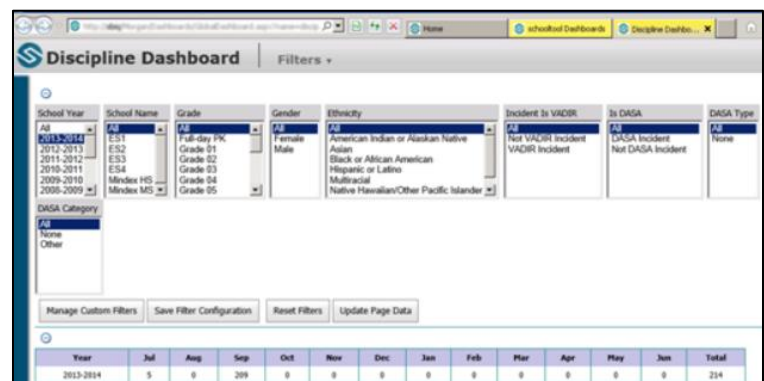 Home
schooltool Dashboards
Discipline Dashbo...
Discipline Dashboard
Filters
School Year
School Name
Grade
Gender
Ethnicity
Incident Is VADIR
Is DASA
DASA Type
All
2013-2014
2012-2013
2011-2012
2010-2011
2009-2010
2008-2009
All
ES1
ES2
ES3
ES4
Mindex HS
Mindex MS
All
Full-day PK
Grade 01
Grade 02
Grade 03
Grade 04
Grade 05
All
Female
Male
All
American Indian or Alaskan Native
Asian
Black or African American
Hispanic or Latino
Multiracial
Native Hawaiian/Other Pacific Islander
All
Not VADIR Incident
VADIR Incident
All
DASA Incident
Not DASA Incident
All
None
DASA Category
All
None
Other
Manage Custom Filters Save Filter Configuration Reset Filters Update Page Data
Year Jul Aug Sep Oct Nov Dec Jan Feb Mar Apr May Jun Total
2013-2014 5 0 209 0 0 0 0 0 0 0 0 0 214